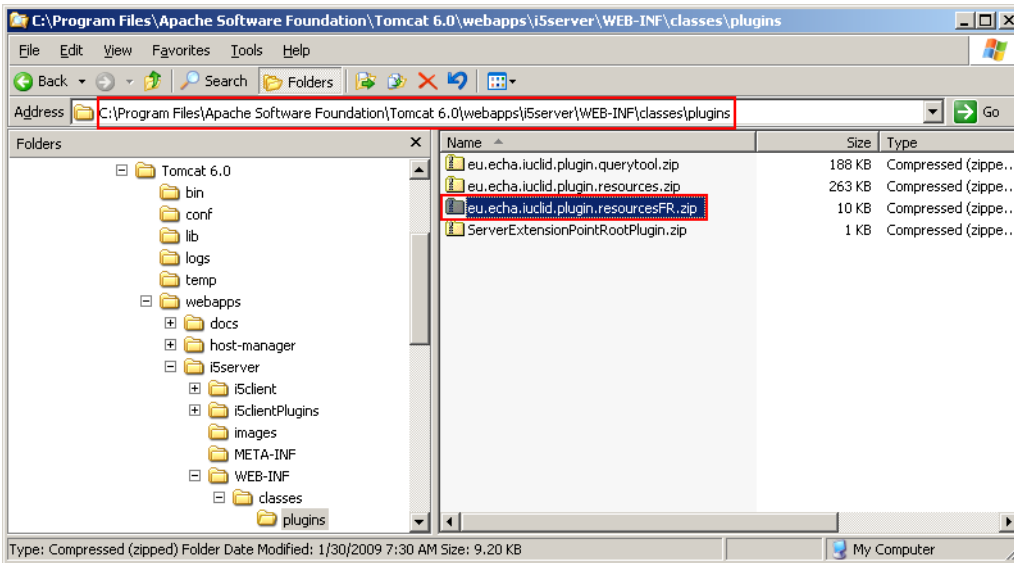 C:\Program Files\Apache Software Foundation\Tomcat 6.0\webapps\i5server\WEB-INF\classes\plugins
File Edit View Favorites Tools Help
Back Search Folders
Address C:\Program Files\Apache Software Foundation\Tomcat 6.0\webapps\i5server\WEB-INF\classes\plugins Go
Folders
Tomcat 6.0
bin
conf
lib
logs
temp
webapps
docs
host-manager
i5server
i5client
i5clientPlugins
images
META-INF
WEB-INF
classes
plugins
Name Size Type
eu.echa.iuclid.plugin.querytool.zip 188 KB Compressed (zippe...
eu.echa.iuclid.plugin.resources.zip 263 KB Compressed (zippe...
eu.echa.iuclid.plugin.resourcesFR.zip 10 KB Compressed (zippe...
ServerExtensionPointRootPlugin.zip 1 KB Compressed (zippe...
Type: Compressed (zipped) Folder Date Modified: 1/30/2009 7:30 AM Size: 9.20 KB My Computer